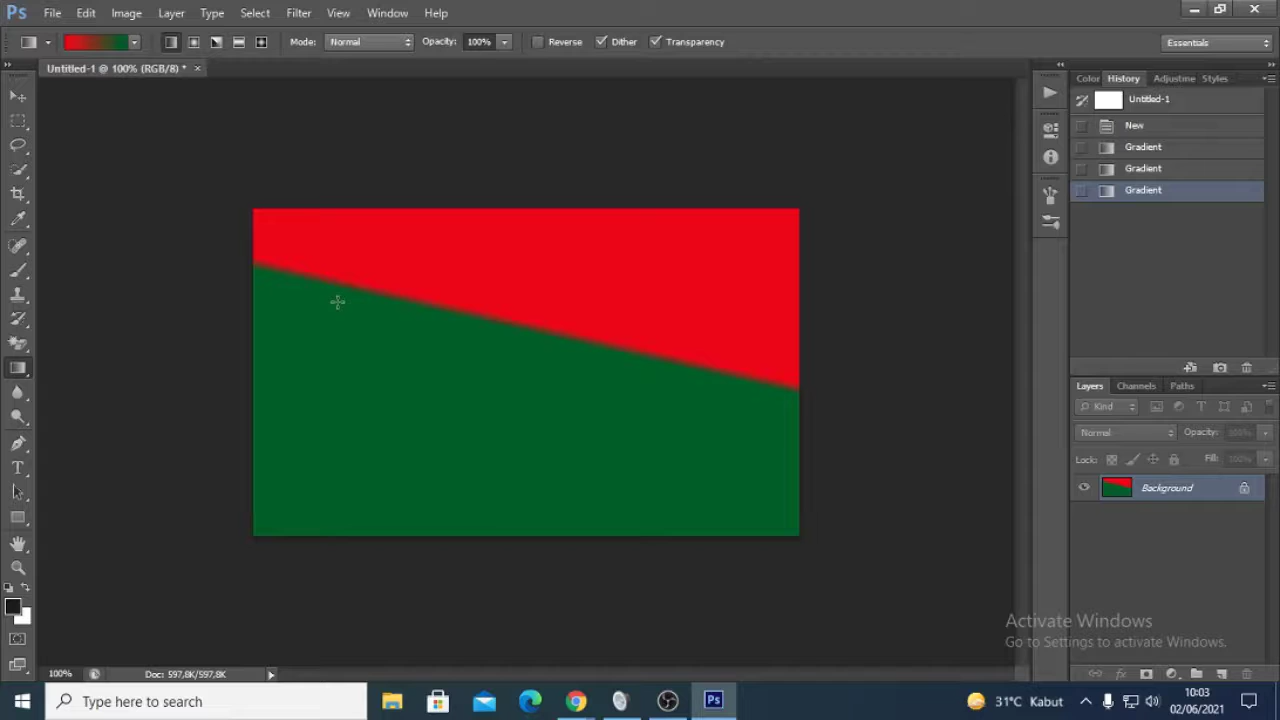 Ps File Edit Image Layer Type Select Filter View Window Help
Mode: Normal Opacity: 100% Reverse Dither Transparency Essentials
Untitled-1 @ 100% (RGB/8) * ×
Color History Adjustme Styles
Untitled-1
New
Gradient
Gradient
Gradient
Layers Channels Paths
Kind
Normal Opacity: 100%
Lock: Fill: 100%
Background
Activate Windows
Go to Settings to activate Windows.
100% Doc: 597,8K/597,8K
Type here to search
Ps
31°C Kabut
10:03
02/06/2021